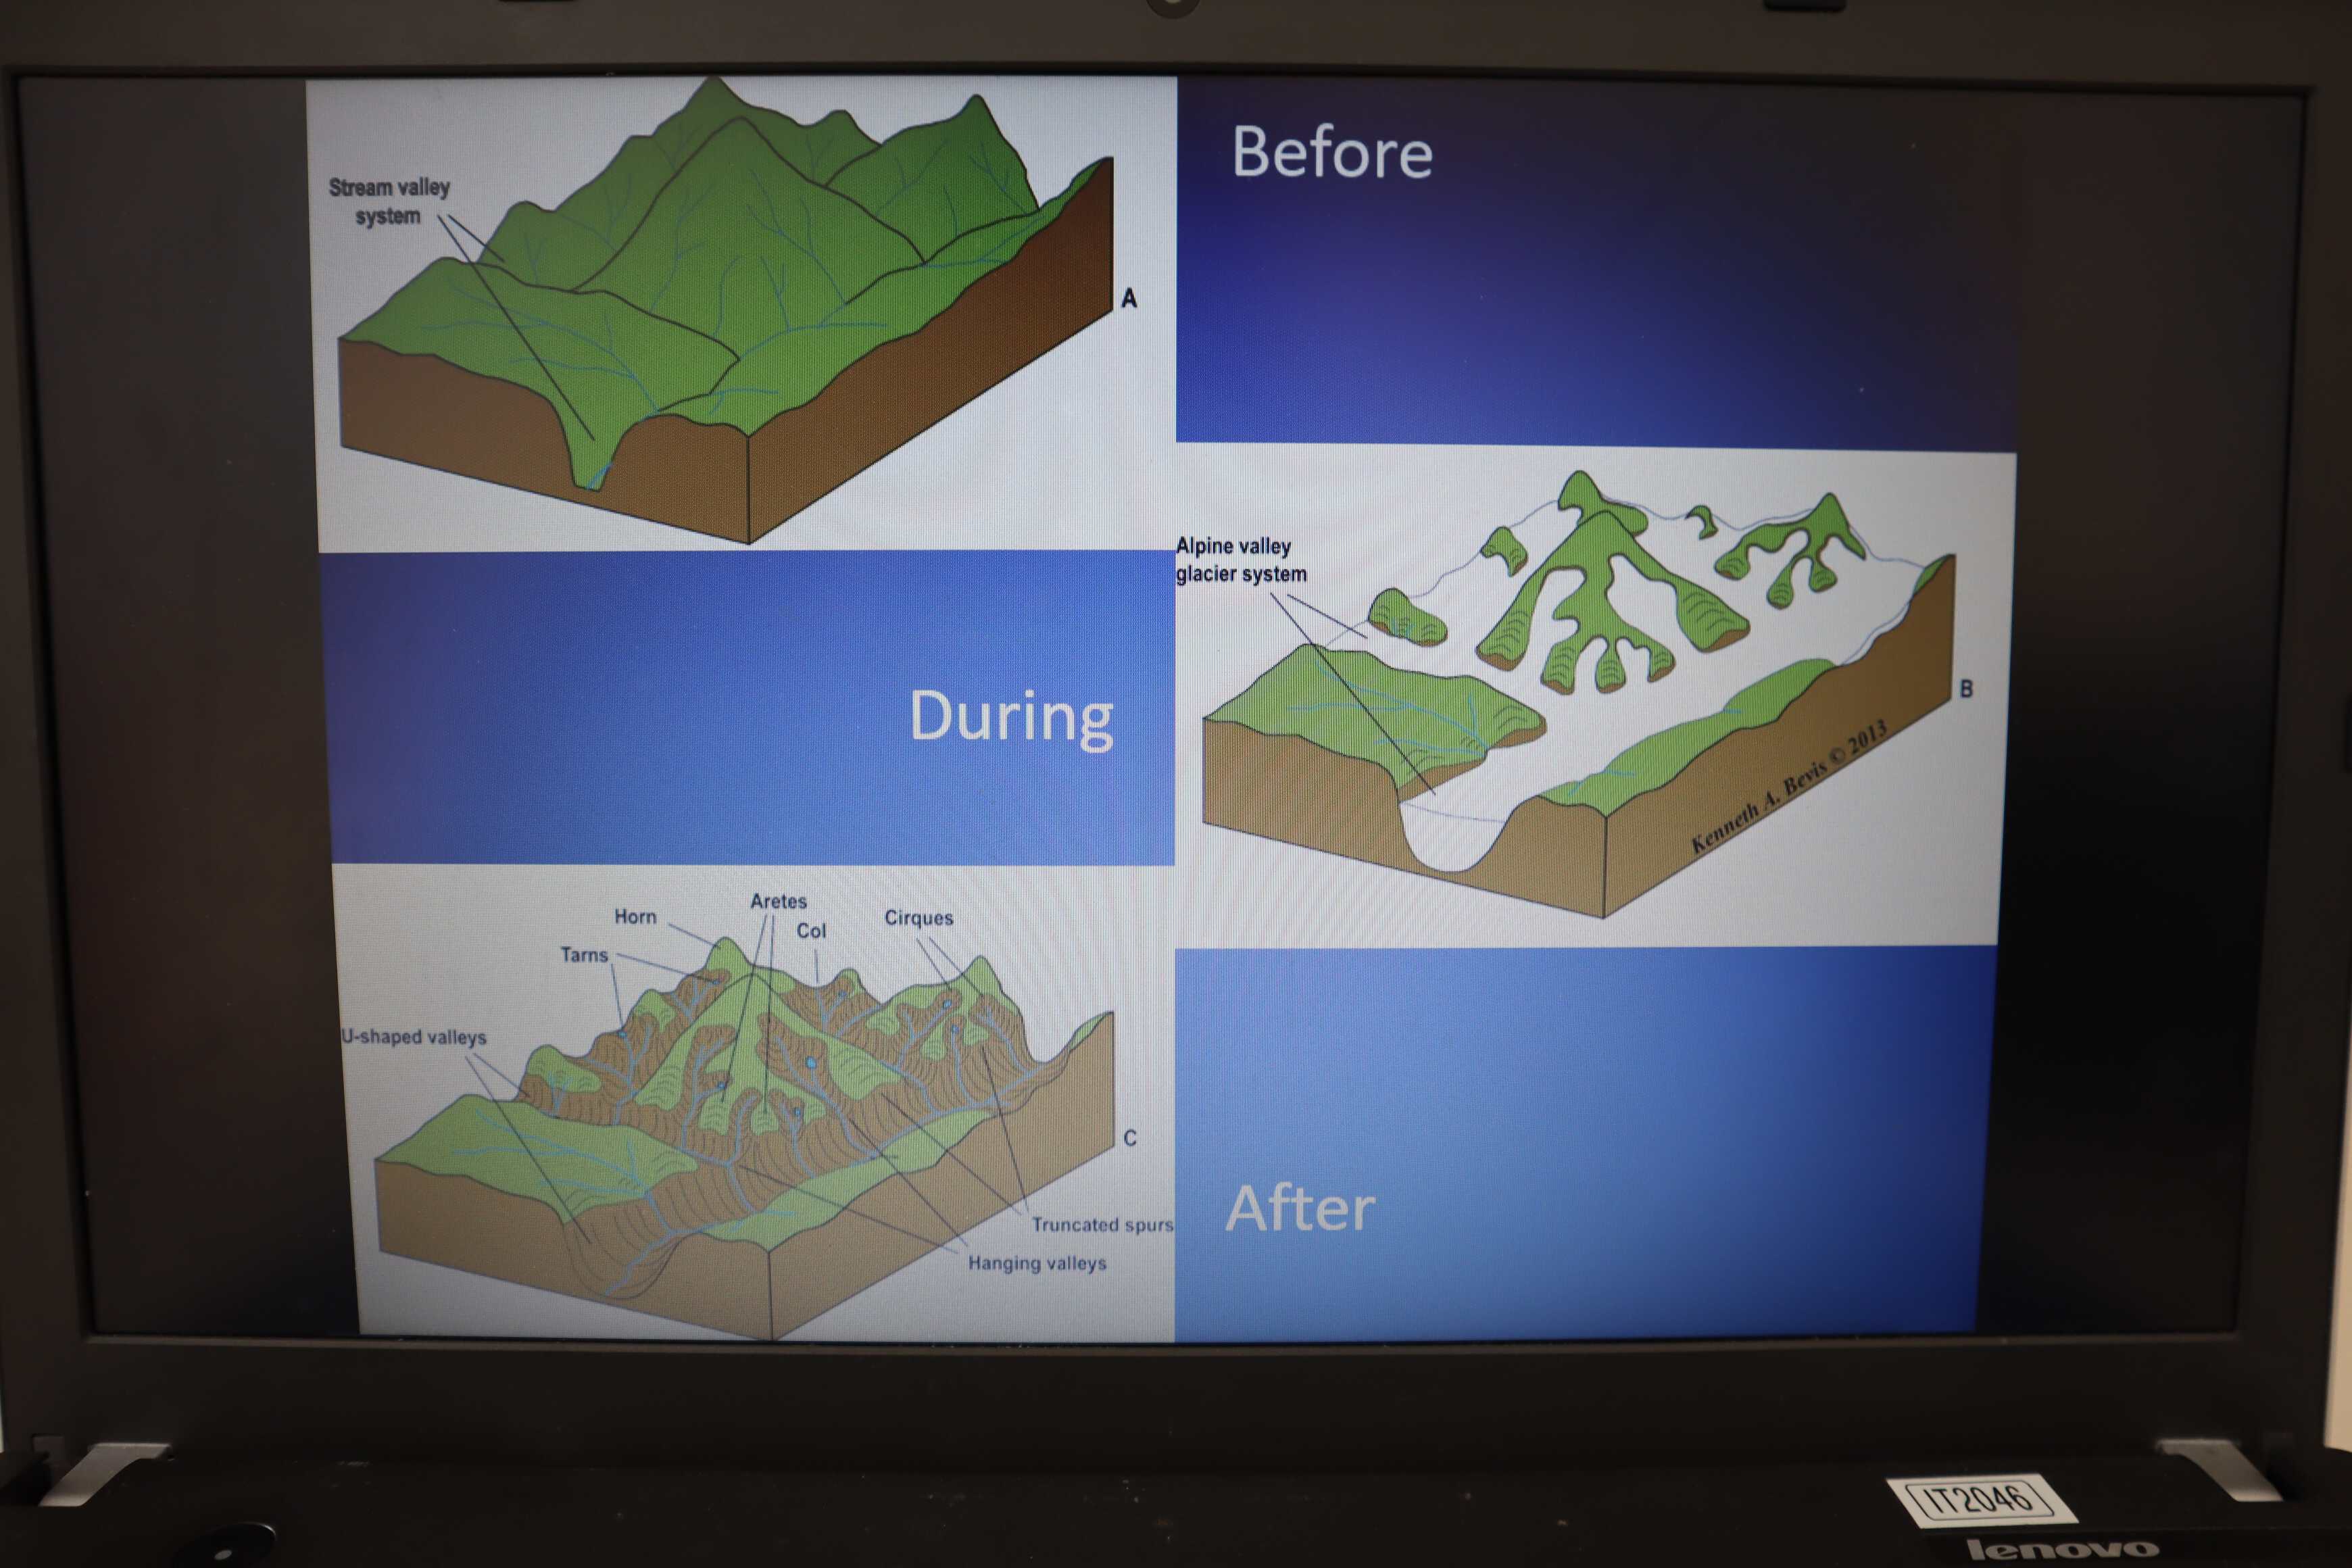 Before
Stream valley
system
A
During
Alpine valley
glacier system
B
Kenneth A. Bevis © 2013
Aretes
Horn
Col
Cirques
Tarns
U-shaped valleys
C
Truncated spurs
Hanging valleys
After
IT2046
lenovo